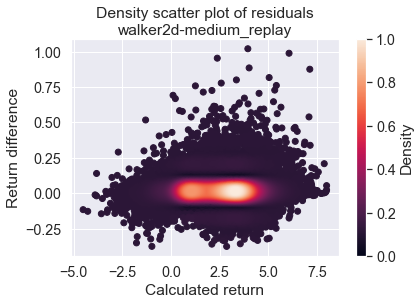 Density scatter plot of residuals
walker2d-medium_replay
1.00
0.75
0.50
0.25
0.00
−0.25
Return difference
−5.0 −2.5 0.0 2.5 5.0 7.5
Calculated return
1.0
0.8
0.6
0.4
0.2
0.0
Density